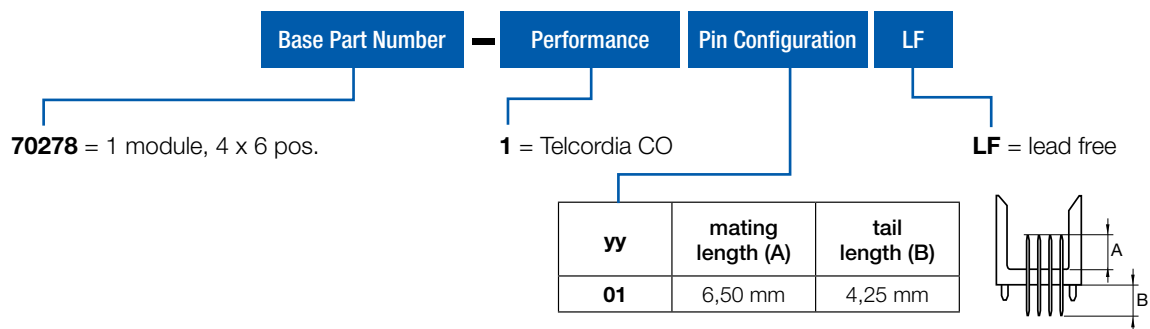 Base Part Number – Performance Pin Configuration LF
70278 = 1 module, 4 x 6 pos. 1 = Telcordia CO LF = lead free
yy mating length (A) tail length (B)
01 6,50 mm 4,25 mm
A
B